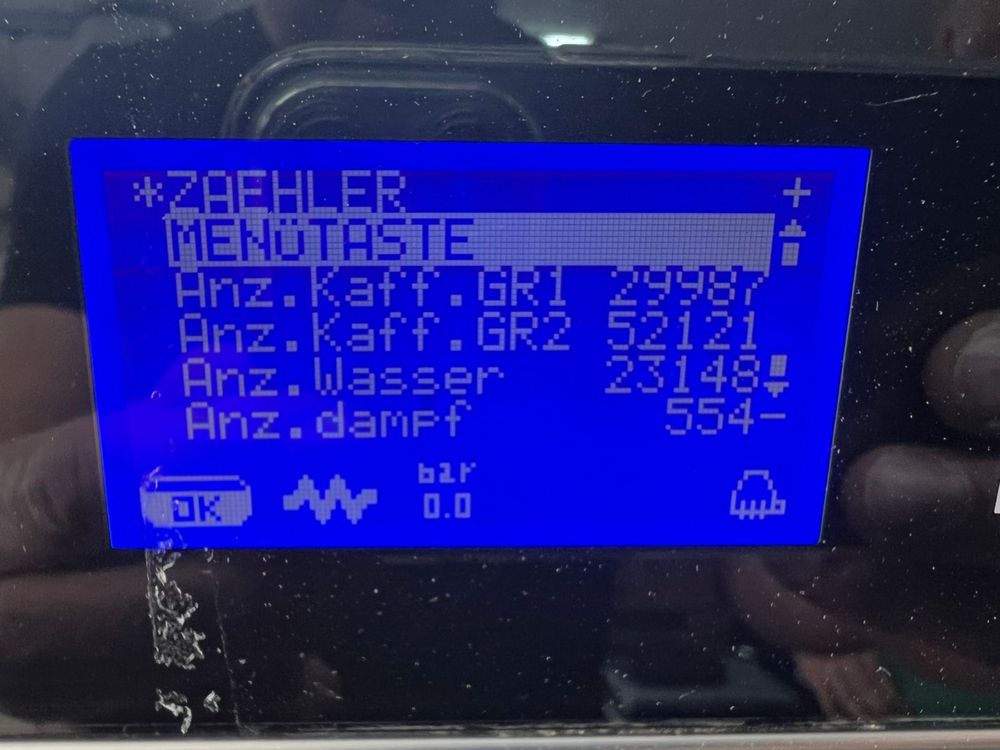 *ZAEHLER +
MENÖTASTE
Anz.Kaff.GR1 29987
Anz.Kaff.GR2 52121
Anz.Wasser 23148
Anz.dampf 554-
bar
OK 0.0